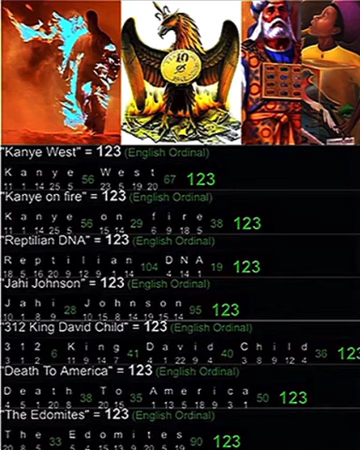 "Kanye West" = 123 (English Ordinal)
K a n y e 56 W e s t 67 123
11 1 14 25 5 23 5 19 20
"Kanye on fire" = 123 (English Ordinal)
K a n y e 56 o n 29 f i r e 38 123
11 1 14 25 5 15 14 6 9 18 5
"Reptilian DNA" = 123 (English Ordinal)
R e p t i l i a n 104 D N A 19 123
18 5 16 20 9 12 9 1 14 4 14 1
"Jahi Johnson" = 123 (English Ordinal)
J a h i 28 J o h n s o n 95 123
10 1 8 9 10 15 8 14 19 15 14
"312 King David Child" = 123 (English Ordinal)
3 1 2 6 K i n g 41 D a v i d 40 C h i l d 36 123
3 1 2 11 9 14 7 4 1 22 9 4 3 8 9 12 4
"Death To America" = 123 (English Ordinal)
D e a t h 38 T o 35 A m e r i c a 50 123
4 5 1 20 8 20 15 1 13 5 18 9 3 1
"The Edomites" = 123 (English Ordinal)
T h e 33 E d o m i t e s 90 123
20 8 5 5 4 15 13 9 20 5 19